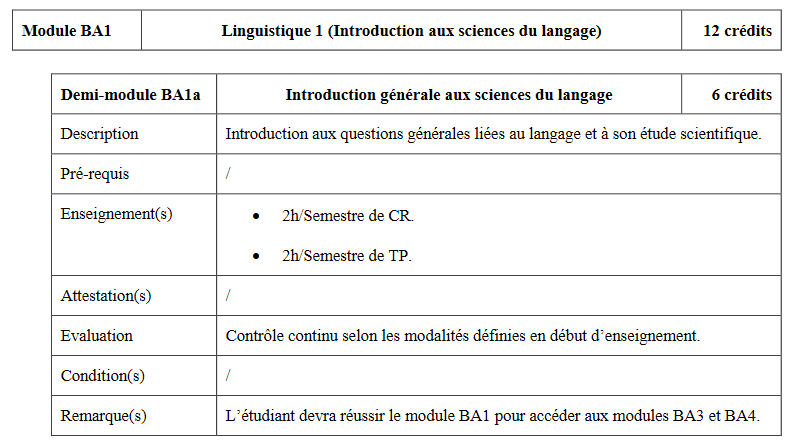 Module BA1 Linguistique 1 (Introduction aux sciences du langage) 12 crédits
Demi-module BA1a Introduction générale aux sciences du langage 6 crédits
Description Introduction aux questions générales liées au langage et à son étude scientifique.
Pré-requis /
Enseignement(s) • 2h/Semestre de CR.
• 2h/Semestre de TP.
Attestation(s) /
Evaluation Contrôle continu selon les modalités définies en début d’enseignement.
Condition(s) /
Remarque(s) L’étudiant devra réussir le module BA1 pour accéder aux modules BA3 et BA4.